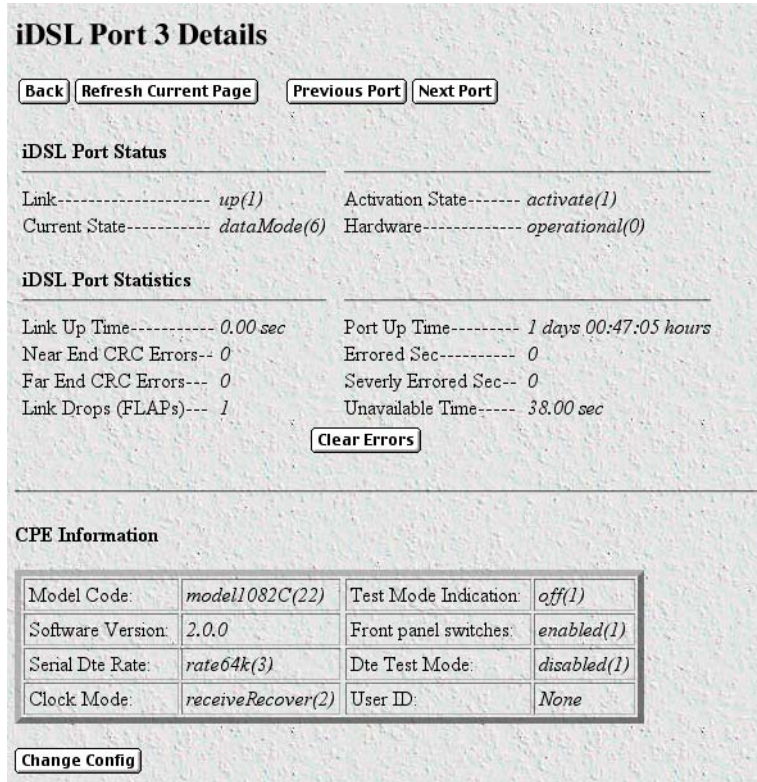 iDSL Port 3 Details
Back Refresh Current Page Previous Port Next Port
iDSL Port Status
Link------------------- up(1) Activation State------- activate(1)
Current State----------- dataMode(6) Hardware------------- operational(0)
iDSL Port Statistics
Link Up Time----------- 0.00 sec Port Up Time--------- 1 days 00:47:05 hours
Near End CRC Errors-- 0 Errored Sec---------- 0
Far End CRC Errors--- 0 Severly Errored Sec-- 0
Link Drops (FLAPs)--- 1 Unavailable Time----- 38.00 sec
Clear Errors
CPE Information
Model Code: model1082C(22) Test Mode Indication: off(1)
Software Version: 2.0.0 Front panel switches: enabled(1)
Serial Dte Rate: rate64k(3) Dte Test Mode: disabled(1)
Clock Mode: receiveRecover(2) User ID: None
Change Config